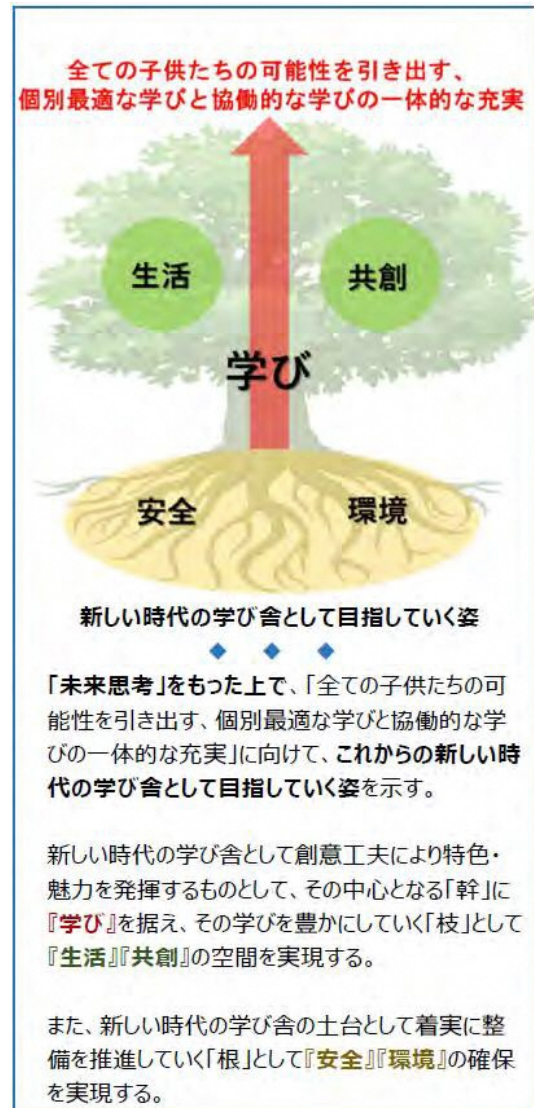 全ての子供たちの可能性を引き出す、
個別最適な学びと協働的な学びの一体的な充実
生活
共創
学び
安全
環境
新しい時代の学び舎として目指していく姿
「未来思考」をもった上で、「全ての子供たちの可
能性を引き出す、個別最適な学びと協働的な学
びの一体的な充実」に向けて、これからの新しい時
代の学び舎として目指していく姿を示す。
新しい時代の学び舎として創意工夫により特色・
魅力を発揮するものとして、その中心となる「幹」に
『学び』を据え、その学びを豊かにしていく「枝」として
『生活』『共創』の空間を実現する。
また、新しい時代の学び舎の土台として着実に整
備を推進していく「根」として『安全』『環境』の確保
を実現する。